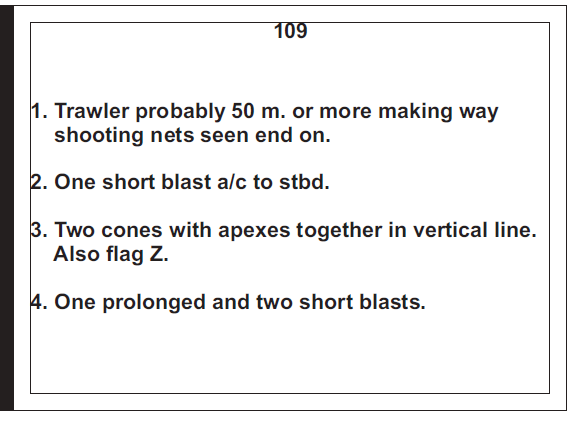 109
1. Trawler probably 50 m. or more making way
shooting nets seen end on.
2. One short blast a/c to stbd.
3. Two cones with apexes together in vertical line.
Also flag Z.
4. One prolonged and two short blasts.